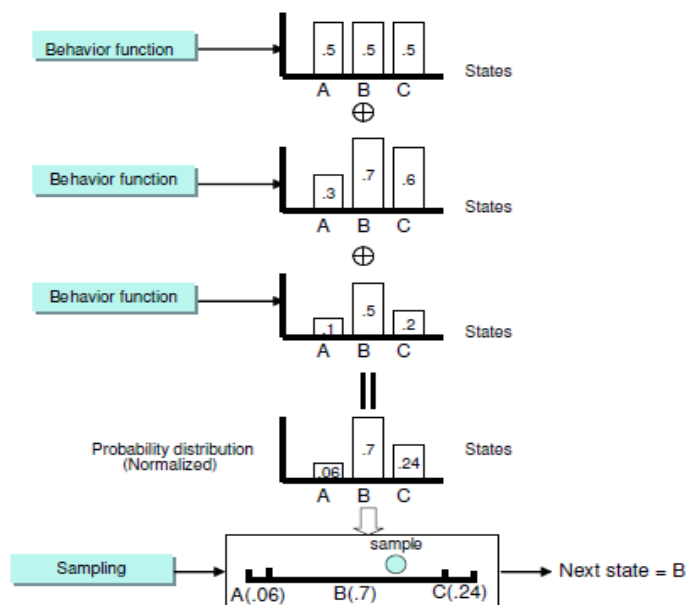 Behavior function
.5 .5 .5
States
A B C
Behavior function
.3 .7 .6
States
A B C
Behavior function
.1 .5 .2
States
A B C
Probability distribution
(Normalized)
.06 .7 .24
States
A B C
sample
Sampling
A(.06) B(.7) C(.24)
Next state = B